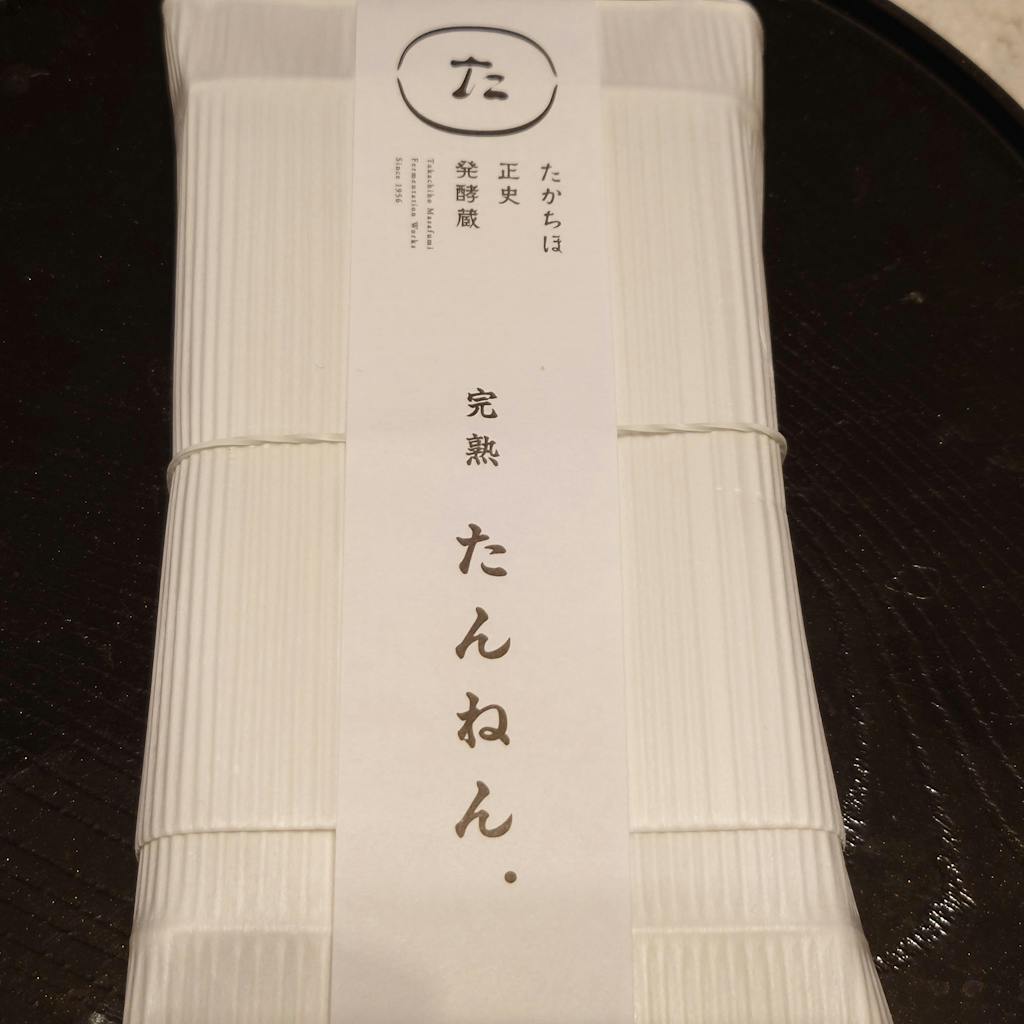 た
たかちほ
正史
発酵蔵
Takachiho Masafumi
Fermentation Works
Since 1956
完熟 たんねん.